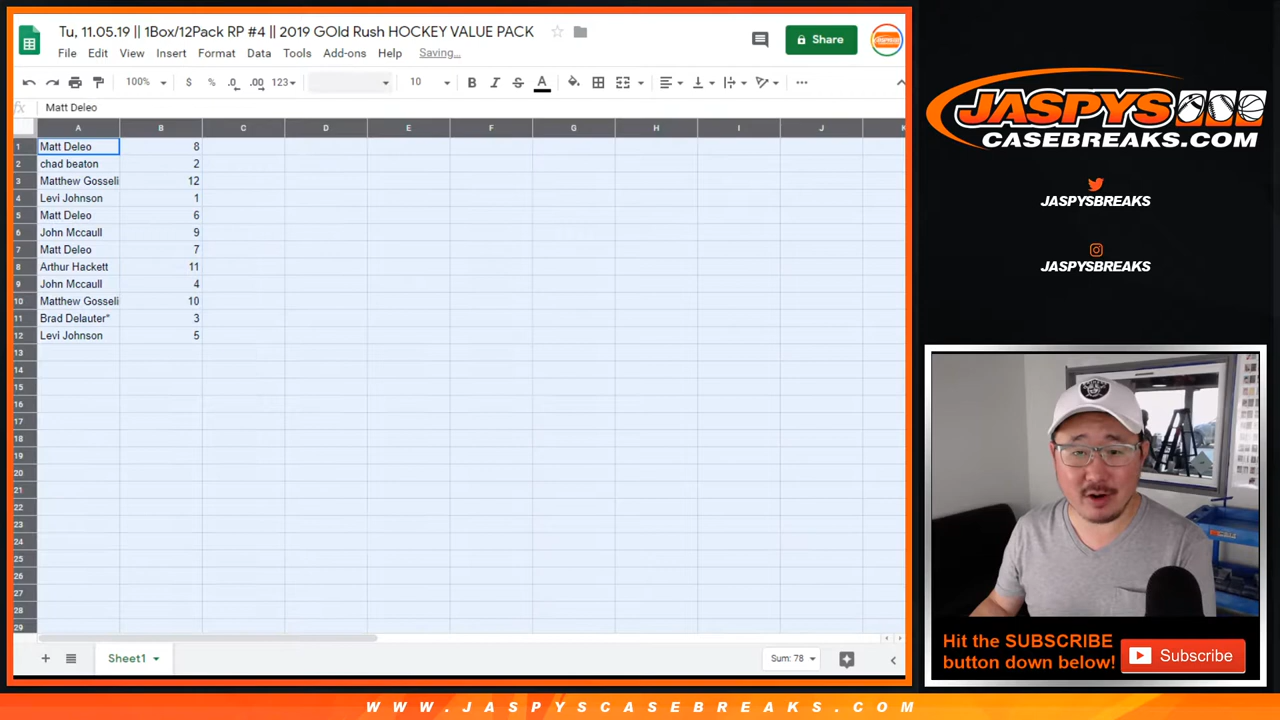 Tu, 11.05.19 || 1Box/12Pack RP #4 || 2019 GOld Rush HOCKEY VALUE PACK
File Edit View Insert Format Data Tools Add-ons Help Saving...
Share
100% $ % .0 .00 123 10 B I S A
fx Matt Deleo
A B C D E F G H I J K
1 Matt Deleo 8
2 chad beaton 2
3 Matthew Gosseli 12
4 Levi Johnson 1
5 Matt Deleo 6
6 John Mccaull 9
7 Matt Deleo 7
8 Arthur Hackett 11
9 John Mccaull 4
10 Matthew Gosseli 10
11 Brad Delauter" 3
12 Levi Johnson 5
13
14
15
16
17
18
19
20
21
22
23
24
25
26
27
28
29
Sheet1
Sum: 78
JASPYS
CASEBREAKS.COM
JASPYSBREAKS
JASPYSBREAKS
Hit the SUBSCRIBE
button down below!
Subscribe
WWW.JASPYSCASEBREAKS.COM